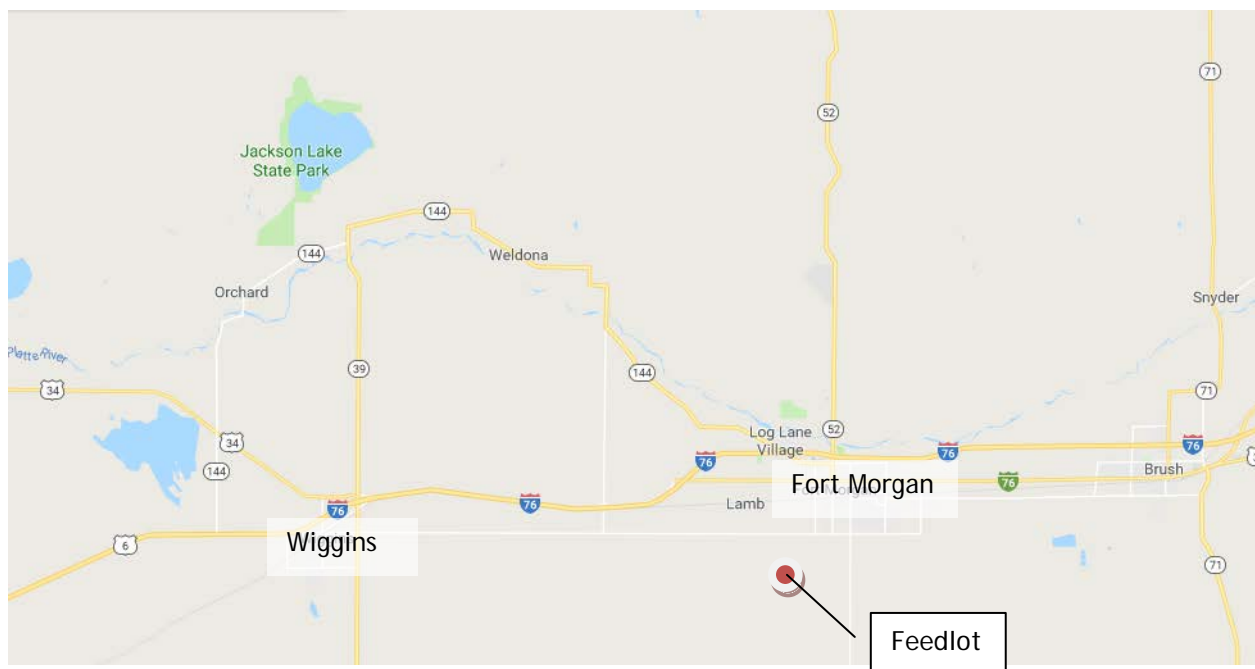 71
52
Jackson Lake
State Park
144
144
Weldona
Orchard
Snyder
Platte River
39
144
34
71
52
Log Lane
Village
34
76
76
76
Brush
144
76
76
Fort Morgan
76
Lamb
Wiggins
6
71
Feedlot